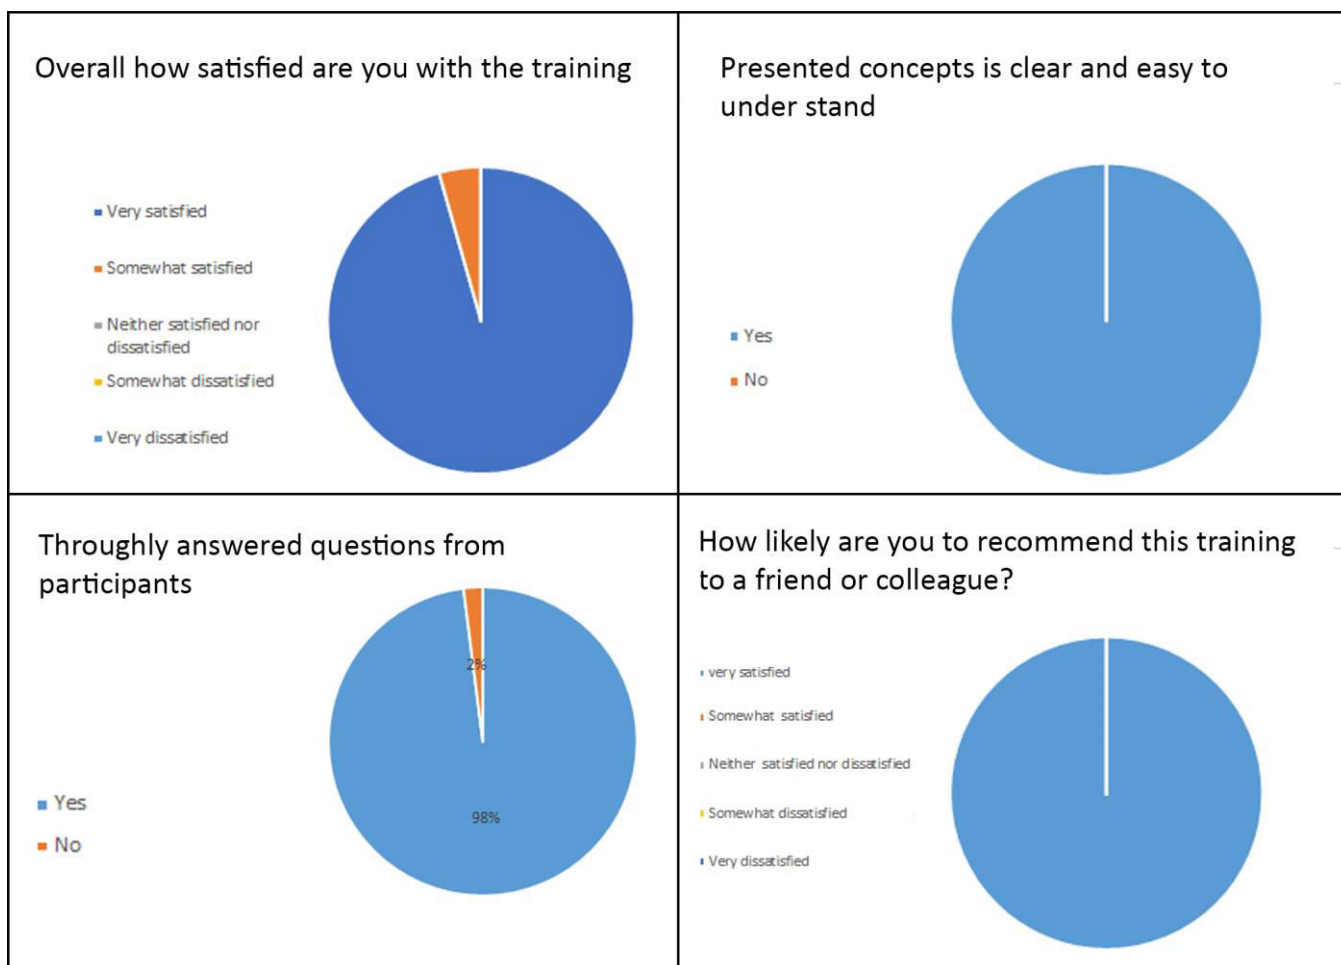 Overall how satisfied are you with the training
Very satisfied
Somewhat satisfied
Neither satisfied nor
dissatisfied
Somewhat dissatisfied
Very dissatisfied
Presented concepts is clear and easy to
under stand
Yes
No
Throughly answered questions from
participants
2%
98%
Yes
No
How likely are you to recommend this training
to a friend or colleague?
very satisfied
Somewhat satisfied
Neither satisfied nor dissatisfied
Somewhat dissatisfied
Very dissatisfied